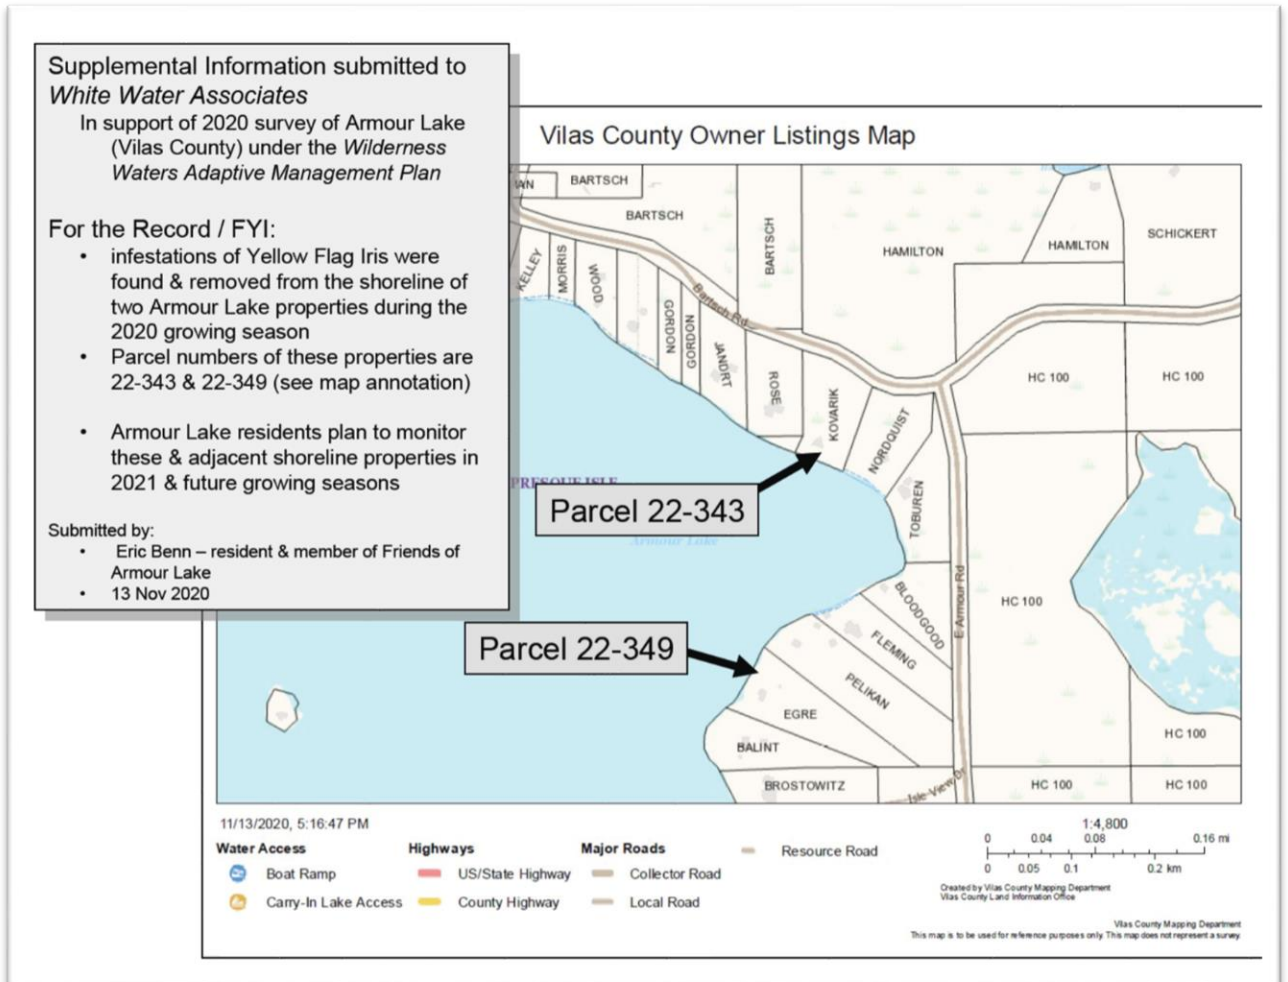 Supplemental Information submitted to
White Water Associates
In support of 2020 survey of Armour Lake
(Vilas County) under the Wilderness
Waters Adaptive Management Plan
For the Record / FYI:
• infestations of Yellow Flag Iris were
found & removed from the shoreline of
two Armour Lake properties during the
2020 growing season
• Parcel numbers of these properties are
22-343 & 22-349 (see map annotation)
• Armour Lake residents plan to monitor
these & adjacent shoreline properties in
2021 & future growing seasons
Submitted by:
• Eric Benn – resident & member of Friends of
Armour Lake
• 13 Nov 2020
Vilas County Owner Listings Map
BARTSCH
BARTSCH
BARTSCH
HAMILTON
HAMILTON
SCHICKERT
KELLEY
MORRIS
WOOD
GORDON
GORDON
JANDRT
ROSE
KOVARIK
NORDQUIST
TOBUREN
Bartsch Rd
HC 100
HC 100
PRESQUE ISLE
Parcel 22-343
Armour Lake
BLOODGOOD
E Armour Rd
HC 100
FLEMING
Parcel 22-349
PELIKAN
EGRE
BALINT
BROSTOWITZ
Isle View Dr
HC 100
HC 100
HC 100
11/13/2020, 5:16:47 PM
Water Access
Boat Ramp
Carry-In Lake Access
Highways
US/State Highway
County Highway
Major Roads
Collector Road
Local Road
Resource Road
1:4,800
0 0.04 0.08 0.16 mi
0 0.05 0.1 0.2 km
Created by Vilas County Mapping Department
Vilas County Land Information Office
Vilas County Mapping Department
This map is to be used for reference purposes only. This map does not represent a survey.